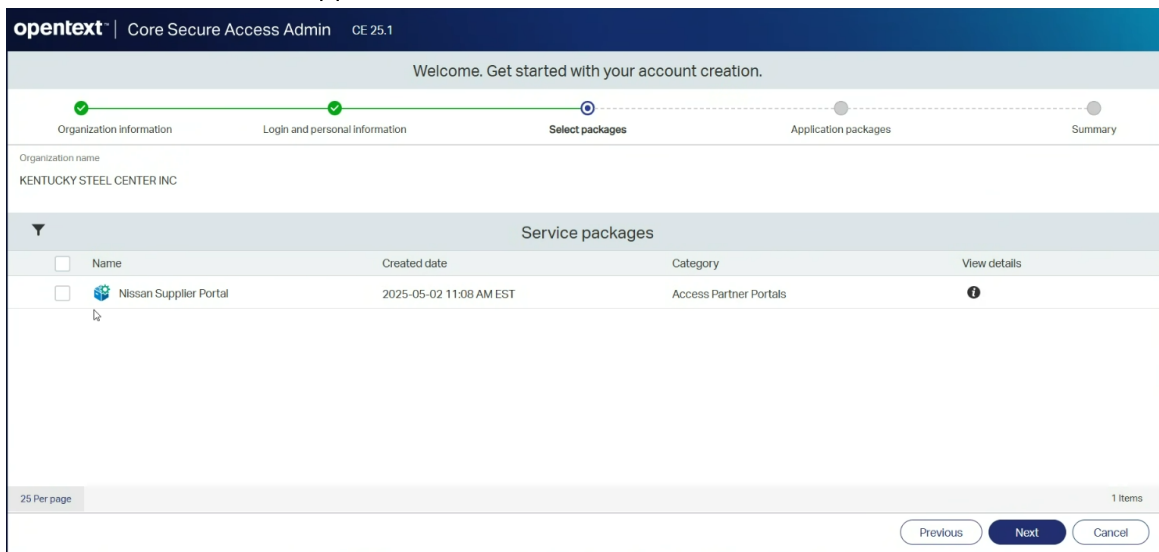 opentext™ | Core Secure Access Admin CE 25.1
Welcome. Get started with your account creation.
Organization information Login and personal information Select packages Application packages Summary
Organization name
KENTUCKY STEEL CENTER INC
Service packages
Name Created date Category View details
Nissan Supplier Portal 2025-05-02 11:08 AM EST Access Partner Portals
25 Per page 1 Items
Previous Next Cancel